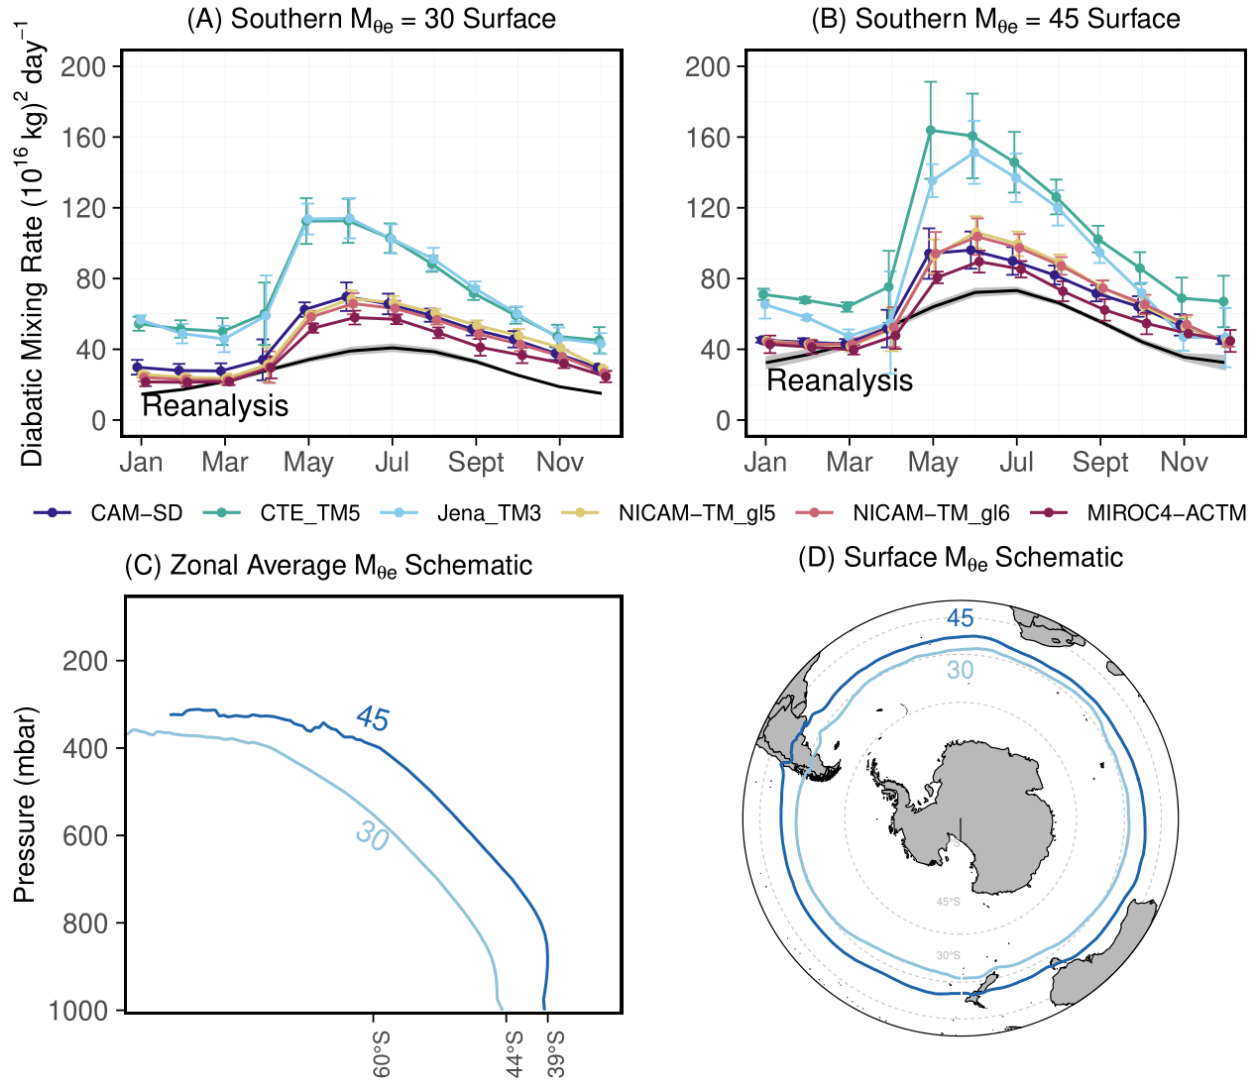 (A) Southern Mθe = 30 Surface
(B) Southern Mθe = 45 Surface
Diabatic Mixing Rate (10¹⁶ kg)² day⁻¹
200
160
120
80
40
0
Reanalysis
Jan Mar May Jul Sept Nov
200
160
120
80
40
0
Reanalysis
Jan Mar May Jul Sept Nov
CAM−SD CTE_TM5 Jena_TM3 NICAM−TM_gl5 NICAM−TM_gl6 MIROC4−ACTM
(C) Zonal Average Mθe Schematic
Pressure (mbar)
200
400
600
800
1000
45
30
60°S 44°S 39°S
(D) Surface Mθe Schematic
45
30
45°S
30°S